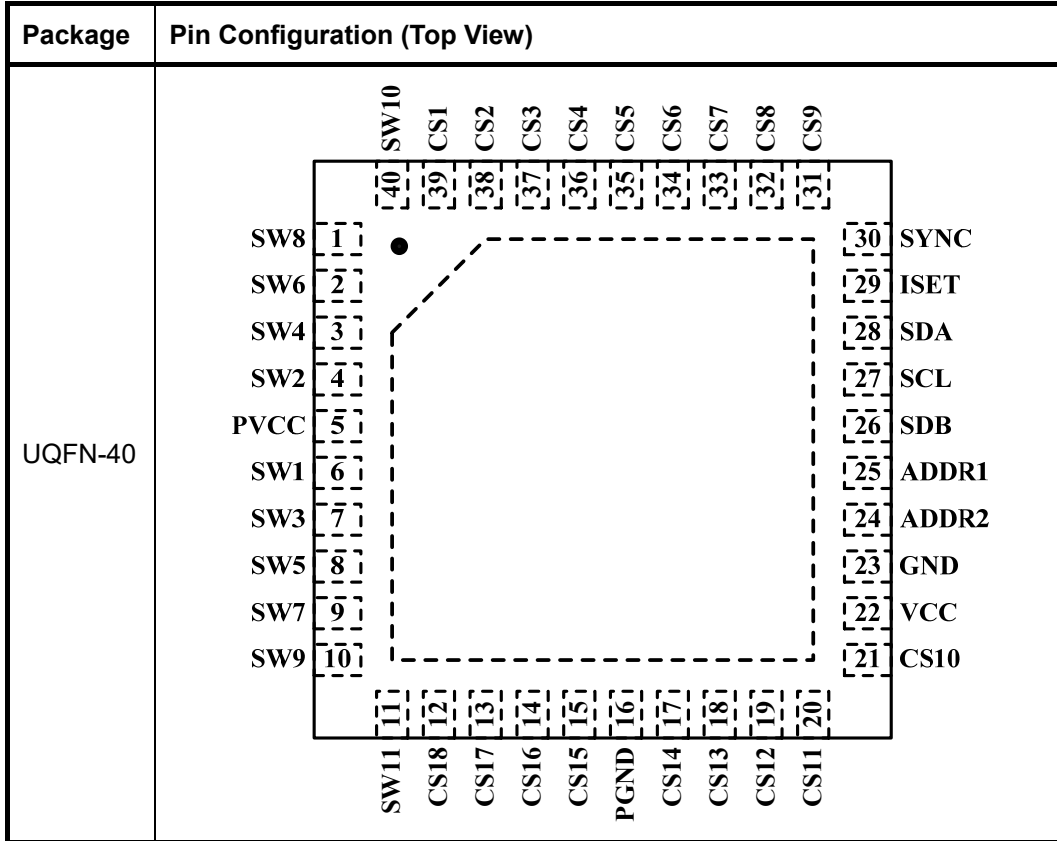 Package
Pin Configuration (Top View)
UQFN-40
SW10
CS1
CS2
CS3
CS4
CS5
CS6
CS7
CS8
CS9
40
39
38
37
36
35
34
33
32
31
SW8 1
SW6 2
SW4 3
SW2 4
PVCC 5
SW1 6
SW3 7
SW5 8
SW7 9
SW9 10
30 SYNC
29 ISET
28 SDA
27 SCL
26 SDB
25 ADDR1
24 ADDR2
23 GND
22 VCC
21 CS10
11
12
13
14
15
16
17
18
19
20
SW11
CS18
CS17
CS16
CS15
PGND
CS14
CS13
CS12
CS11